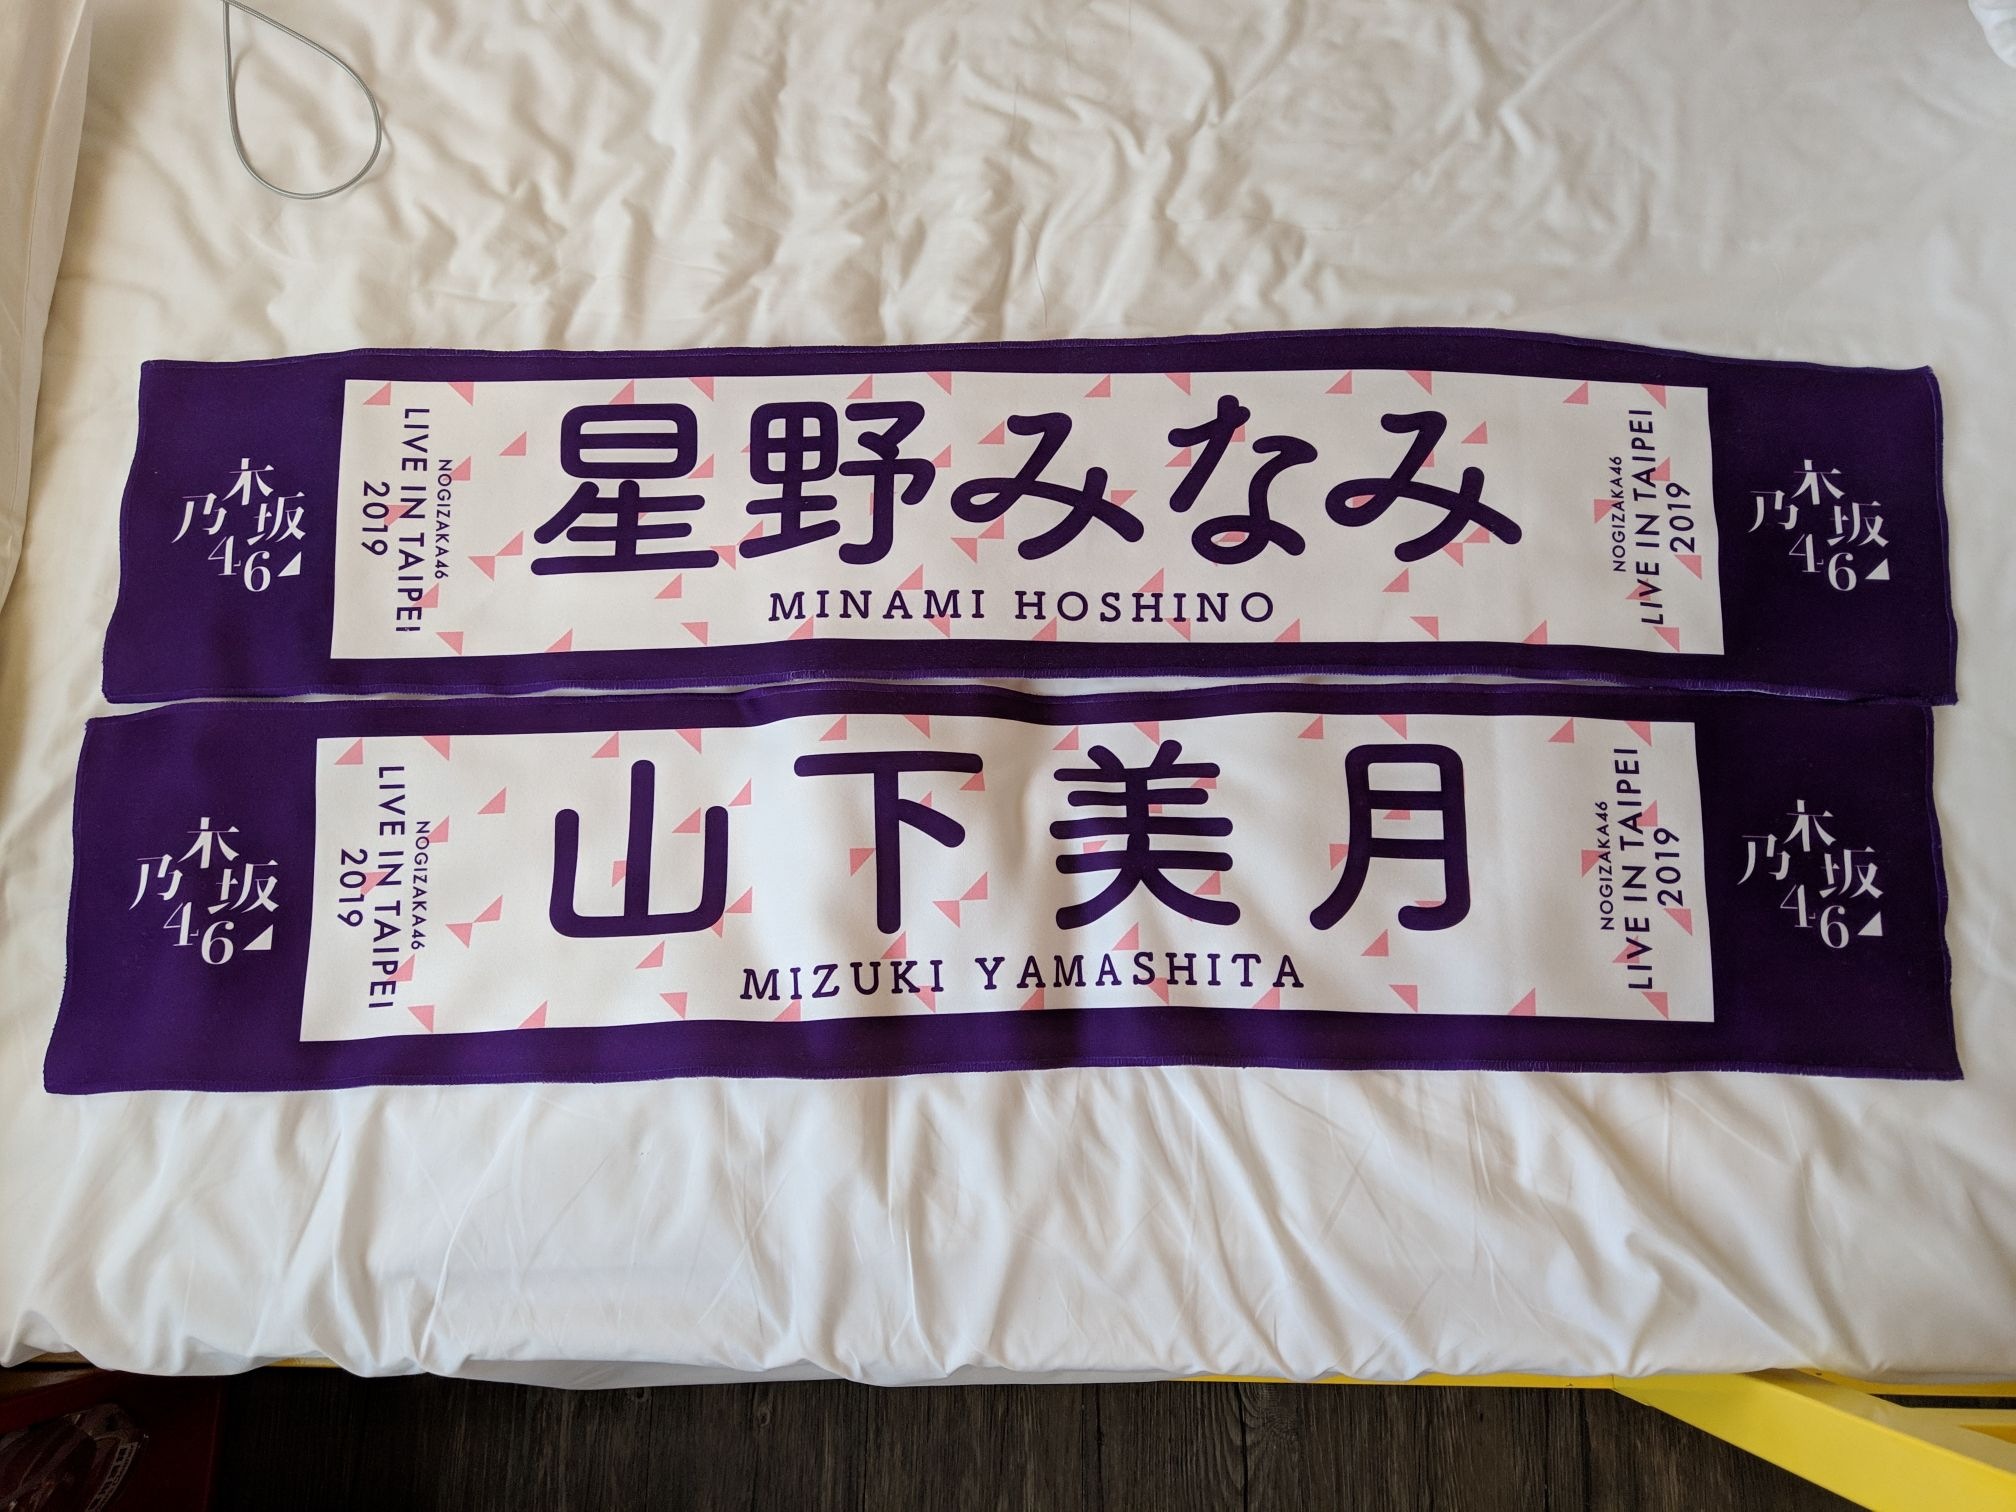 乃木坂46
NOGIZAKA46
LIVE IN TAIPEI
2019
星野みなみ
MINAMI HOSHINO
NOGIZAKA46
LIVE IN TAIPEI
2019
乃木坂46
乃木坂46
NOGIZAKA46
LIVE IN TAIPEI
2019
山下美月
MIZUKI YAMASHITA
NOGIZAKA46
LIVE IN TAIPEI
2019
乃木坂46